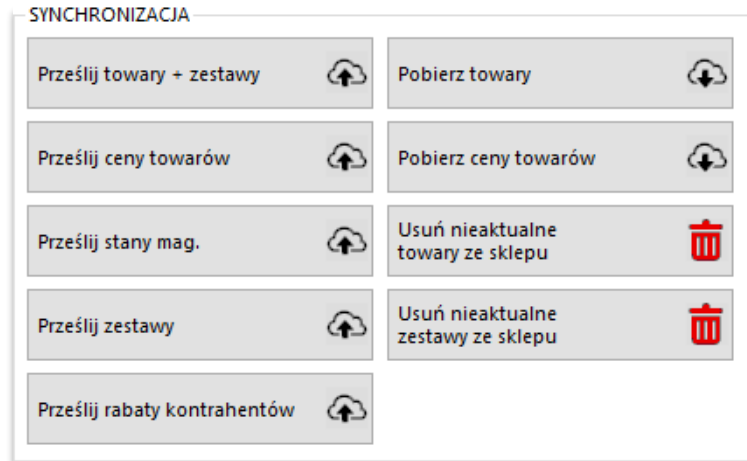 SYNCHRONIZACJA
Prześlij towary + zestawy
Pobierz towary
Prześlij ceny towarów
Pobierz ceny towarów
Prześlij stany mag.
Usuń nieaktualne
towary ze sklepu
Prześlij zestawy
Usuń nieaktualne
zestawy ze sklepu
Prześlij rabaty kontrahentów